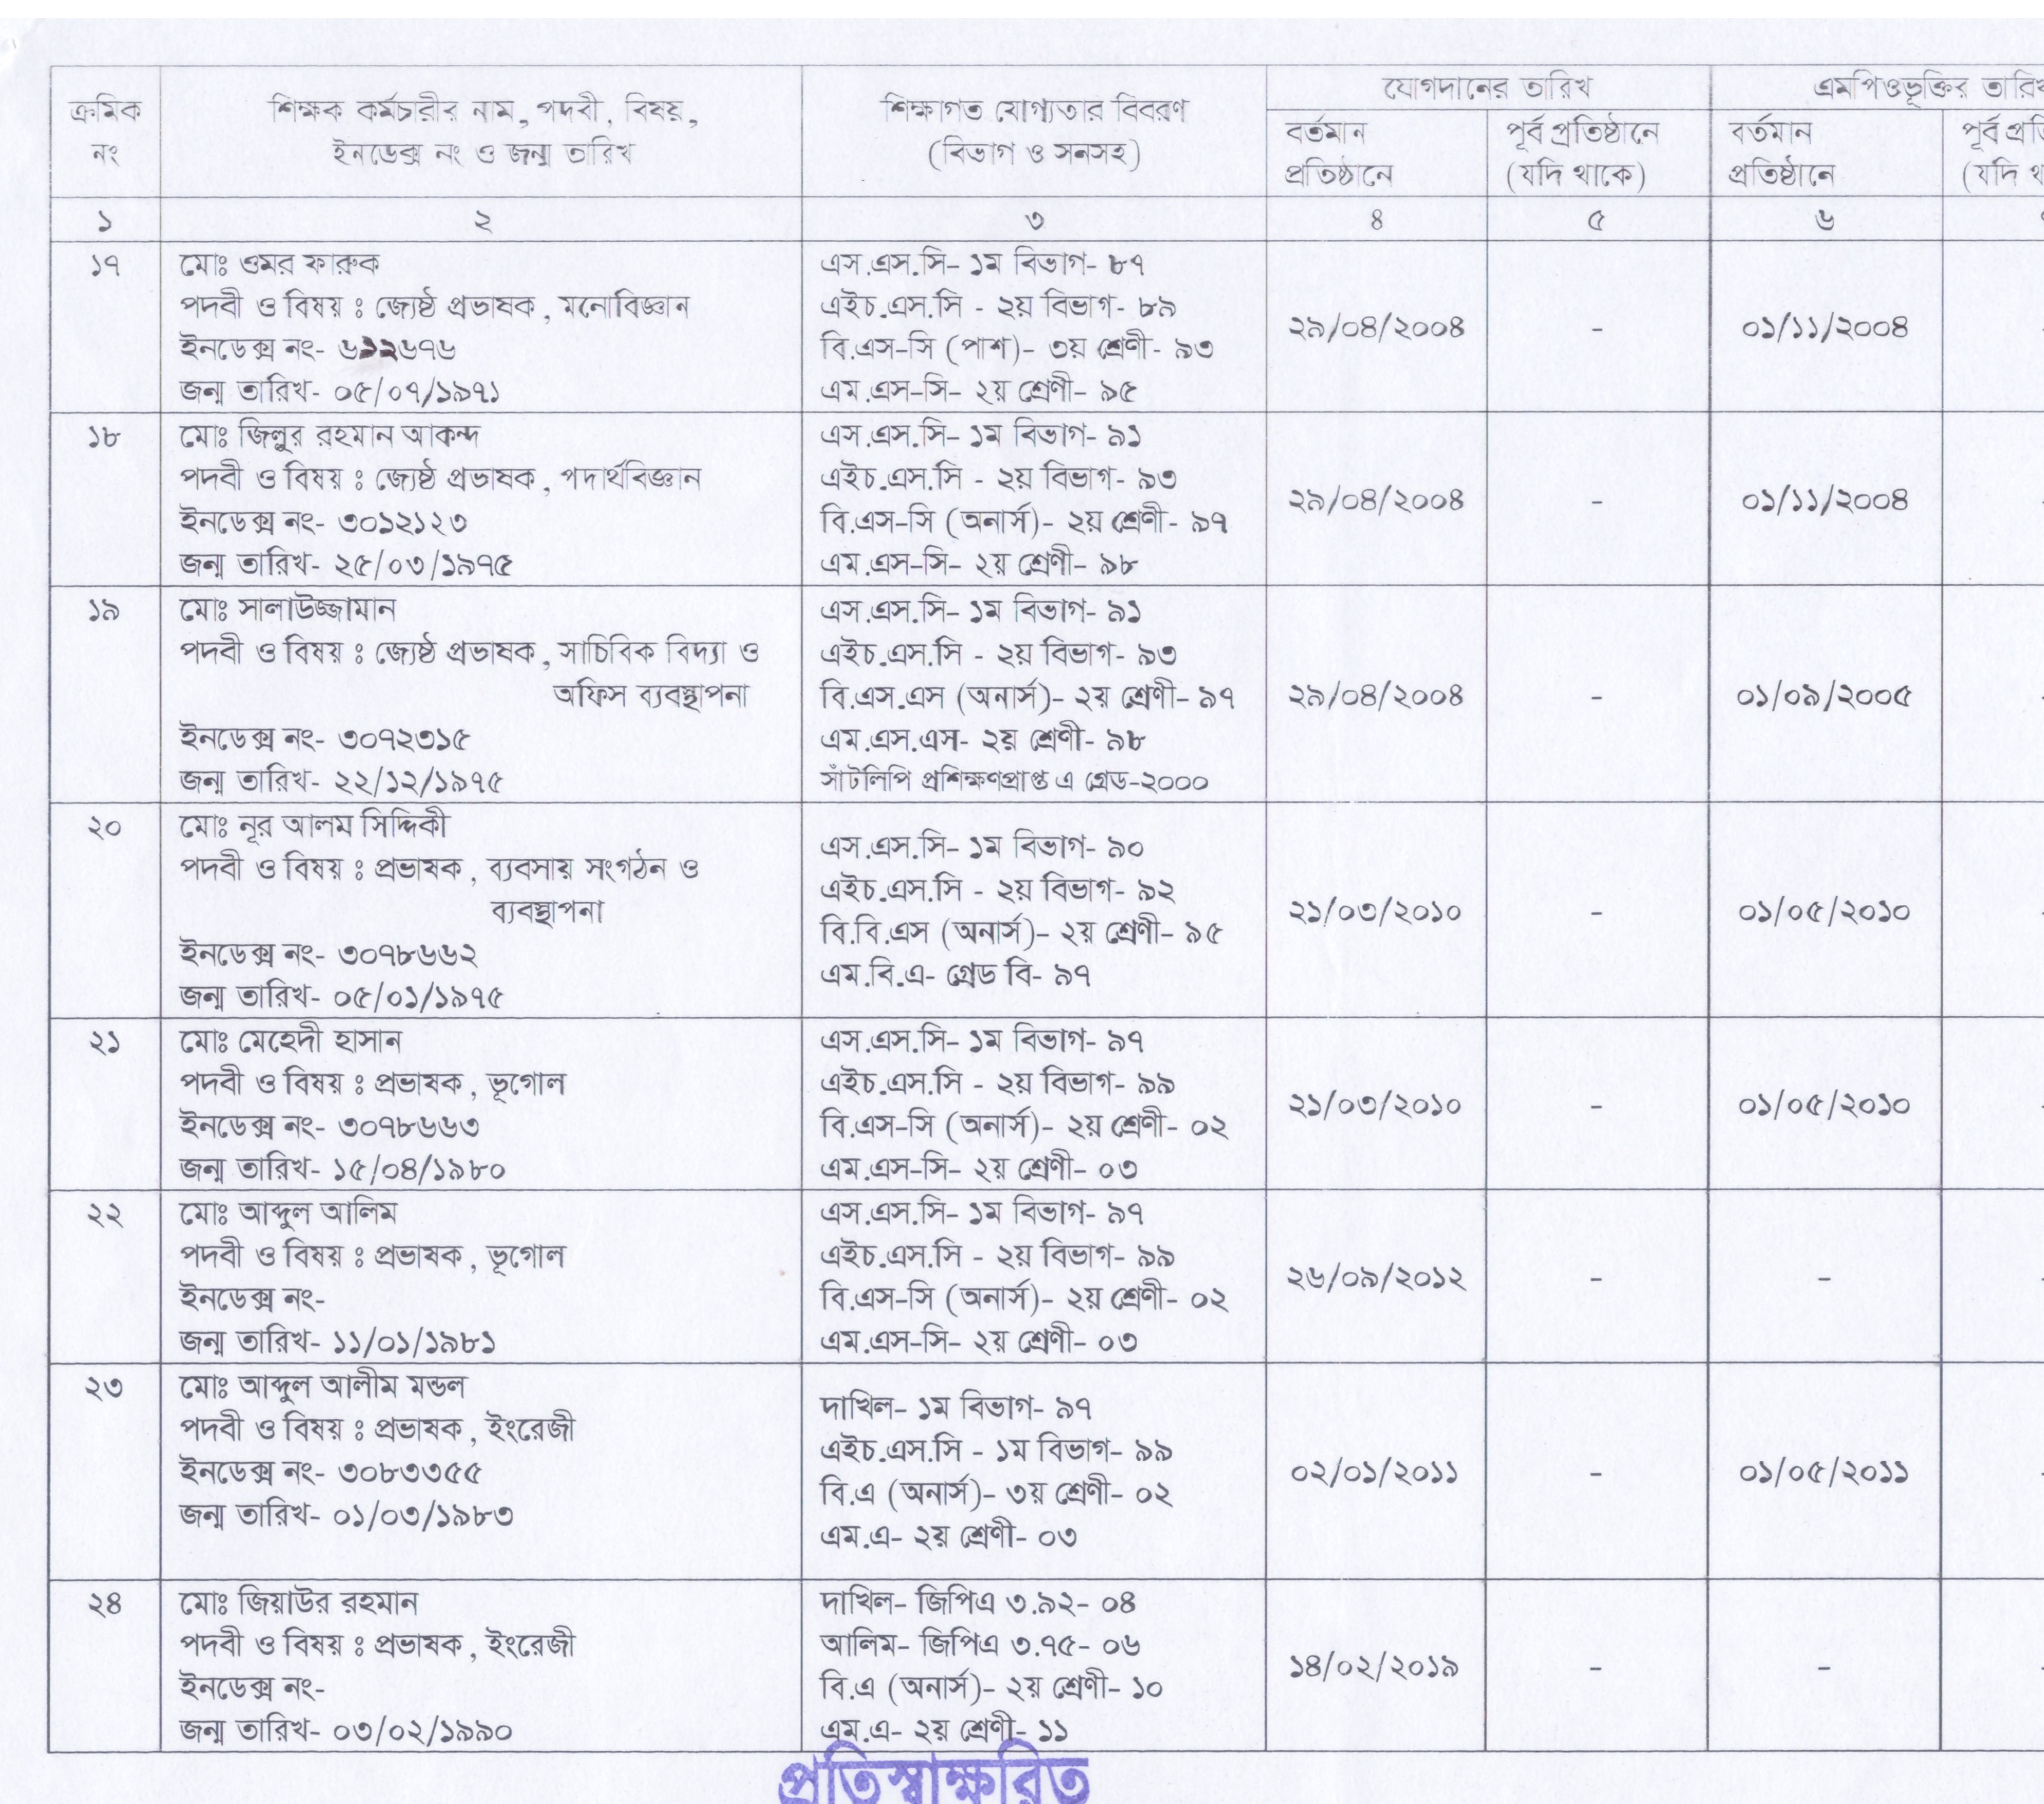 ক্রমিক নং
শিক্ষক কর্মচারীর নাম, পদবী, বিষয়,
ইনডেক্স নং ও জন্ম তারিখ
শিক্ষাগত যোগ্যতার বিবরণ
(বিভাগ ও সনসহ)
যোগদানের তারিখ
এমপিওভূক্তির তারিখ
বর্তমান
প্রতিষ্ঠানে
পূর্ব প্রতিষ্ঠানে
(যদি থাকে)
বর্তমান
প্রতিষ্ঠানে
পূর্ব
(যদি
১ ২ ৩ ৪ ৫ ৬
১৭
মোঃ ওমর ফারুক
পদবী ও বিষয় ঃ জ্যেষ্ঠ প্রভাষক, মনোবিজ্ঞান
ইনডেক্স নং- ৬১২৬৭৬
জন্ম তারিখ- ০৫/০৭/১৯৭১
এস.এস.সি- ১ম বিভাগ- ৮৭
এইচ.এস.সি - ২য় বিভাগ- ৮৯
বি.এস-সি (পাশ)- ৩য় শ্রেণী- ৯৩
এম.এস-সি- ২য় শ্রেণী- ৯৫
২৯/০৪/২০০৪ - ০১/১১/২০০৪
১৮
মোঃ জিল্লুর রহমান আকন্দ
পদবী ও বিষয় ঃ জ্যেষ্ঠ প্রভাষক, পদার্থবিজ্ঞান
ইনডেক্স নং- ৩০১২১২৩
জন্ম তারিখ- ২৫/০৩/১৯৭৫
এস.এস.সি- ১ম বিভাগ- ৯১
এইচ.এস.সি - ২য় বিভাগ- ৯৩
বি.এস-সি (অনার্স)- ২য় শ্রেণী- ৯৭
এম.এস-সি- ২য় শ্রেণী- ৯৮
২৯/০৪/২০০৪ - ০১/১১/২০০৪
১৯
মোঃ সালাউজ্জামান
পদবী ও বিষয় ঃ জ্যেষ্ঠ প্রভাষক, সাচিবিক বিদ্যা ও
অফিস ব্যবস্থাপনা
ইনডেক্স নং- ৩০৭২৩১৫
জন্ম তারিখ- ২২/১২/১৯৭৫
এস.এস.সি- ১ম বিভাগ- ৯১
এইচ.এস.সি - ২য় বিভাগ- ৯৩
বি.এস.এস (অনার্স)- ২য় শ্রেণী- ৯৭
এম.এস.এস- ২য় শ্রেণী- ৯৮
সাঁটলিপি প্রশিক্ষণপ্রাপ্ত এ গ্রেড-২০০০
২৯/০৪/২০০৪ - ০১/০৯/২০০৫
২০
মোঃ নূর আলম সিদ্দিকী
পদবী ও বিষয় ঃ প্রভাষক, ব্যবসায় সংগঠন ও
ব্যবস্থাপনা
ইনডেক্স নং- ৩০৭৮৬৬২
জন্ম তারিখ- ০৫/০১/১৯৭৫
এস.এস.সি- ১ম বিভাগ- ৯০
এইচ.এস.সি - ২য় বিভাগ- ৯২
বি.বি.এস (অনার্স)- ২য় শ্রেণী- ৯৫
এম.বি.এ- গ্রেড বি- ৯৭
২১/০৩/২০১০ - ০১/০৫/২০১০
২১
মোঃ মেহেদী হাসান
পদবী ও বিষয় ঃ প্রভাষক, ভূগোল
ইনডেক্স নং- ৩০৭৮৬৬৩
জন্ম তারিখ- ১৫/০৪/১৯৮০
এস.এস.সি- ১ম বিভাগ- ৯৭
এইচ.এস.সি - ২য় বিভাগ- ৯৯
বি.এস-সি (অনার্স)- ২য় শ্রেণী- ০২
এম.এস-সি- ২য় শ্রেণী- ০৩
২১/০৩/২০১০ - ০১/০৫/২০১০
২২
মোঃ আব্দুল আলিম
পদবী ও বিষয় ঃ প্রভাষক, ভূগোল
ইনডেক্স নং-
জন্ম তারিখ- ১১/০১/১৯৮১
এস.এস.সি- ১ম বিভাগ- ৯৭
এইচ.এস.সি - ২য় বিভাগ- ৯৯
বি.এস-সি (অনার্স)- ২য় শ্রেণী- ০২
এম.এস-সি- ২য় শ্রেণী- ০৩
২৬/০৯/২০১২ - -
২৩
মোঃ আব্দুল আলীম মন্ডল
পদবী ও বিষয় ঃ প্রভাষক, ইংরেজী
ইনডেক্স নং- ৩০৮৩৩৫৫
জন্ম তারিখ- ০১/০৩/১৯৮৩
দাখিল- ১ম বিভাগ- ৯৭
এইচ.এস.সি - ১ম বিভাগ- ৯৯
বি.এ (অনার্স)- ৩য় শ্রেণী- ০২
এম.এ- ২য় শ্রেণী- ০৩
০২/০১/২০১১ - ০১/০৫/২০১১
২৪
মোঃ জিয়াউর রহমান
পদবী ও বিষয় ঃ প্রভাষক, ইংরেজী
ইনডেক্স নং-
জন্ম তারিখ- ০৩/০২/১৯৯০
দাখিল- জিপিএ ৩.৯২- ০৪
আলিম- জিপিএ ৩.৭৫- ০৬
বি.এ (অনার্স)- ২য় শ্রেণী- ১০
এম.এ- ২য় শ্রেণী- ১১
১৪/০২/২০১৯ - -
প্রতিস্বাক্ষরিত